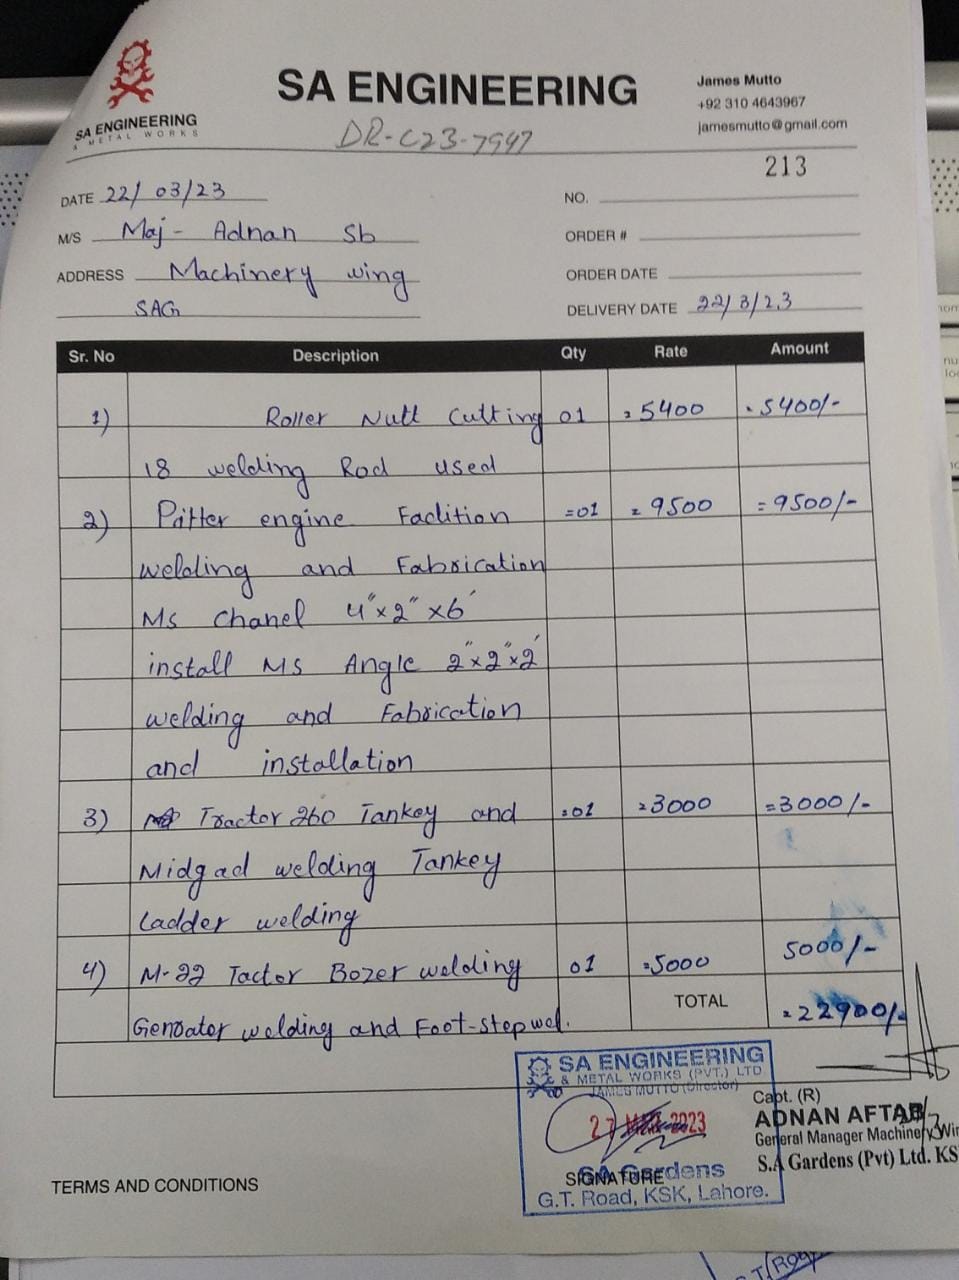 SA ENGINEERING
& METAL WORKS
SA ENGINEERING
James Mutto
+92 310 4643967
jamesmutto@gmail.com
DR-C23-7947
213
DATE 22/03/23
NO.
M/S Maj- Adnan Sb
ORDER #
ADDRESS Machinery wing
ORDER DATE
SAG
DELIVERY DATE 22/3/23
Sr. No Description Qty Rate Amount
1) Roller Nutt Cutting 01 =5400 =5400/-
18 welding Rod used
2) Pitter engine Faclition =01 =9500 =9500/-
welding and Fabrication
Ms Chanel 4"x2"x6'
install Ms Angle 2"x2"x2'
welding and Fabrication
and installation
3) Tractor 260 Tankey and =01 =3000 =3000/-
Midgad welding Tankey
Ladder welding
4) M-22 Tactor Bozer welding 01 =5000 5000/-
Genoator welding and Foot-step wel. TOTAL =22900/-
SA ENGINEERING
& METAL WORKS (PVT.) LTD
JAMES MUTTO (Director)
27 MAR 2023
SIGNATURE
SA Gardens
G.T. Road, KSK, Lahore.
Capt. (R)
ADNAN AFTAB
General Manager Machinery Win
S.A Gardens (Pvt) Ltd. KS
TERMS AND CONDITIONS